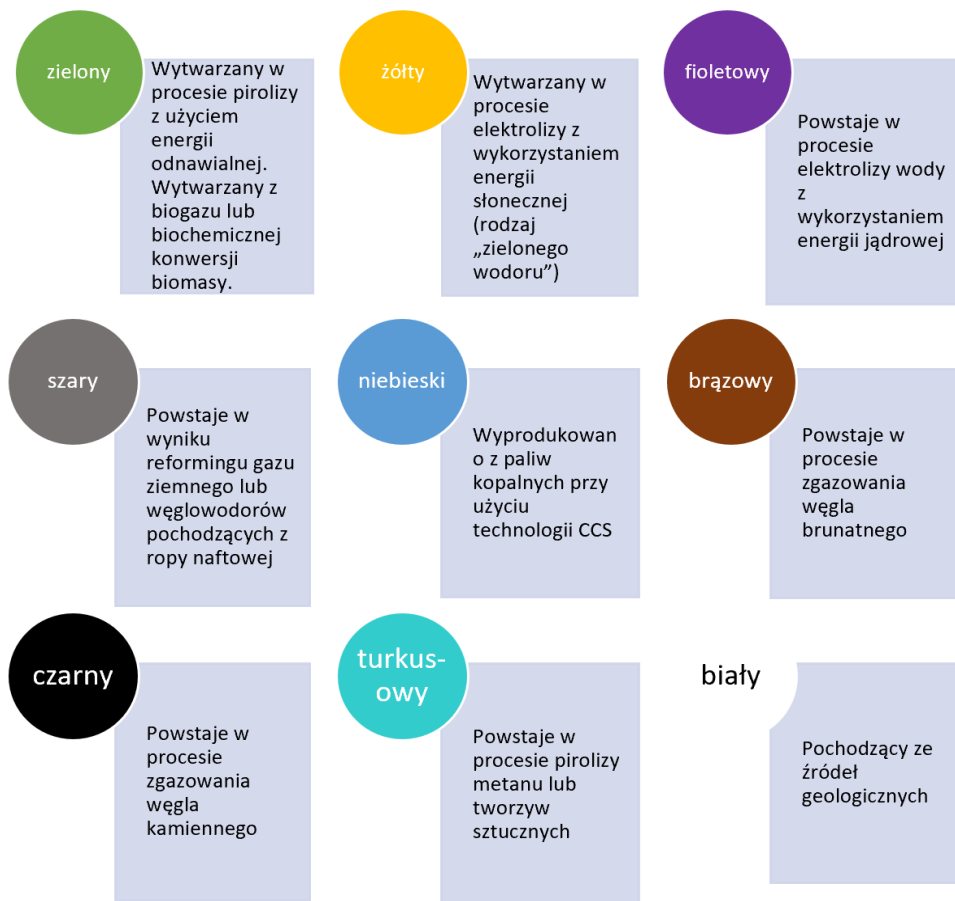 zielony
Wytwarzany w
procesie pirolizy
z użyciem
energii
odnawialnej.
Wytwarzany z
biogazu lub
biochemicznej
konwersji
biomasy.
żółty
Wytwarzany w
procesie
elektrolizy z
wykorzystaniem
energii
słonecznej
(rodzaj
„zielonego
wodoru”)
fioletowy
Powstaje w
procesie
elektrolizy wody
z
wykorzystaniem
energii jądrowej
szary
Powstaje w
wyniku
reformingu gazu
ziemnego lub
węglowodorów
pochodzących z
ropy naftowej
niebieski
Wyprodukowan
o z paliw
kopalnych przy
użyciu
technologii CCS
brązowy
Powstaje w
procesie
zgazowania
węgla
brunatnego
czarny
Powstaje w
procesie
zgazowania
węgla
kamiennego
turkus-
owy
Powstaje w
procesie pirolizy
metanu lub
tworzyw
sztucznych
biały
Pochodzący ze
źródeł
geologicznych